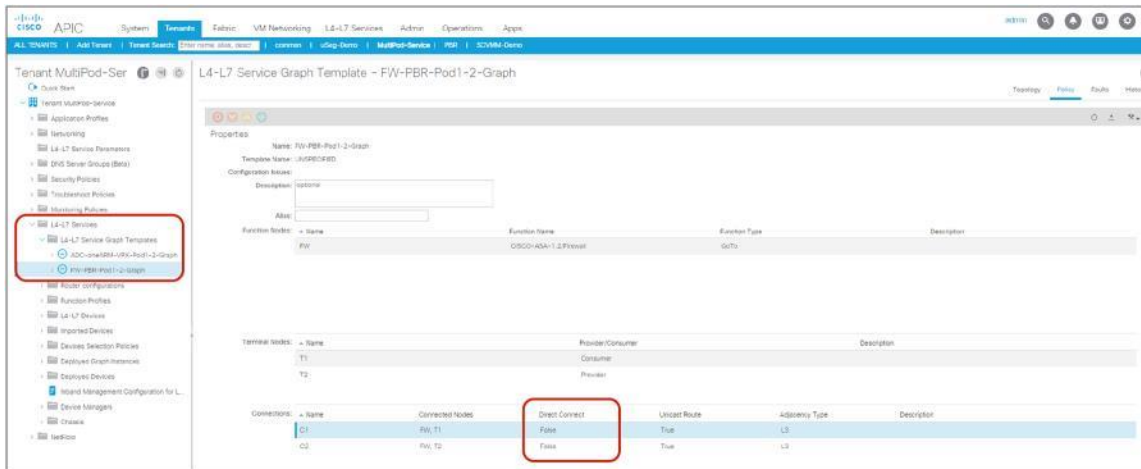 CISCO APIC System Tenants Fabric VM Networking L4-L7 Services Admin Operations Apps admin
ALL TENANTS | Add Tenant | Tenant Search: Enter name, alias, descr | common | uSeg-Demo | MultiPod-Service | PBR | SCVMM-Demo
Tenant MultiPod-Ser
Quick Start
Tenant MultiPod-Service
Application Profiles
Networking
L4-L7 Service Parameters
DNS Server Groups (Beta)
Security Policies
Troubleshoot Policies
Monitoring Policies
L4-L7 Services
L4-L7 Service Graph Templates
ADC-oneARM-VPX-Pod1-2-Graph
FW-PBR-Pod1-2-Graph
Router configurations
Function Profiles
L4-L7 Devices
Imported Devices
Devices Selection Policies
Deployed Graph Instances
Deployed Devices
Inband Management Configuration for L...
Device Managers
Chassis
NetFlow
L4-L7 Service Graph Template - FW-PBR-Pod1-2-Graph
Topology Policy Faults
Properties
Name: FW-PBR-Pod1-2-Graph
Template Name: UNSPECIFIED
Configuration Issues:
Description: optional
Alias:
Function Nodes: Name Function Name Function Type Description
FW CISCO-ASA-1.2/Firewall GoTo
Terminal Nodes: Name Provider/Consumer Description
T1 Consumer
T2 Provider
Connections: Name Connected Nodes Direct Connect Unicast Route Adjacency Type Description
C1 FW, T1 False True L3
C2 FW, T2 False True L3